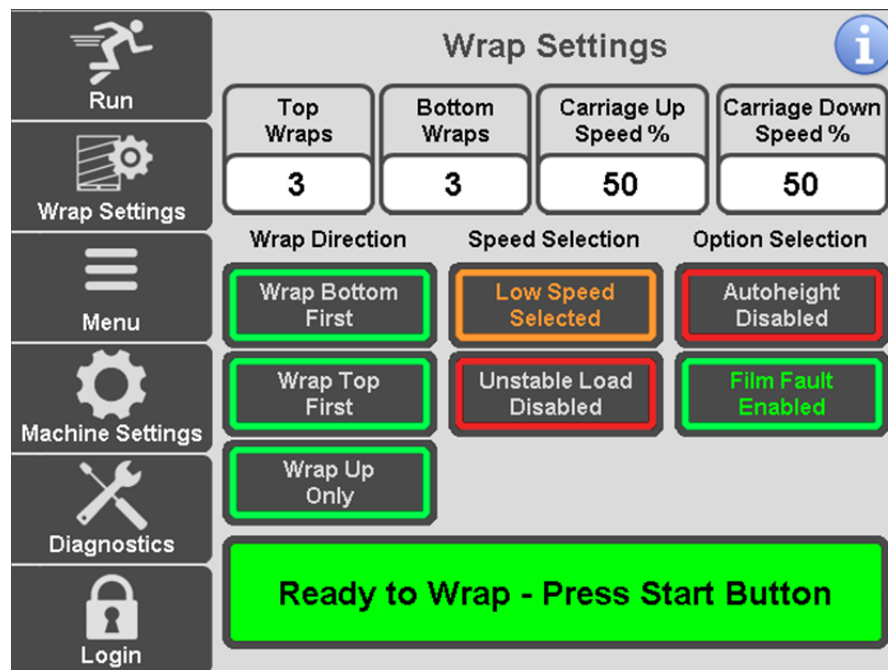 Run
Wrap Settings
Menu
Machine Settings
Diagnostics
Login
Wrap Settings
i
Top
Wraps
3
Bottom
Wraps
3
Carriage Up
Speed %
50
Carriage Down
Speed %
50
Wrap Direction
Wrap Bottom
First
Wrap Top
First
Wrap Up
Only
Speed Selection
Low Speed
Selected
Unstable Load
Disabled
Option Selection
Autoheight
Disabled
Film Fault
Enabled
Ready to Wrap - Press Start Button